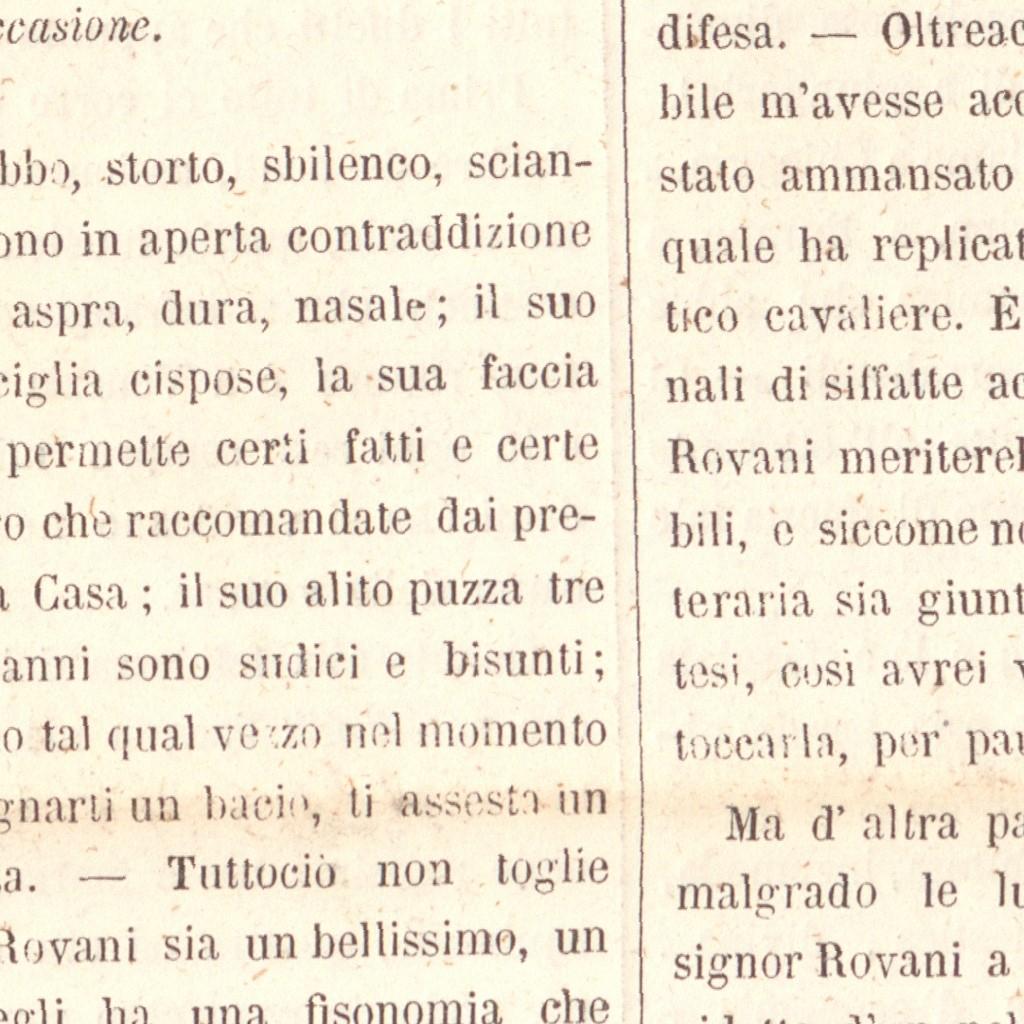 ccasione.
bbo, storto, sbilenco, scian-
ono in aperta contraddizione
aspra, dura, nasale; il suo
ciglia cispose, la sua faccia
permette certi fatti e certe
ro che raccomandate dai pre-
a Casa; il suo alito puzza tre
anni sono sudici e bisunti;
o tal qual vezzo nel momento
gnarti un bacio, ti assesta un
sa. — Tuttociò non toglie
Rovani sia un bellissimo, un
egli ha una fisonomia che
difesa. — Oltreac
bile m'avesse acc
stato ammansato
quale ha replicat
tico cavaliere. È
nali di siffatte ac
Rovani meritereb
bili, e siccome no
teraria sia giunt
tesi, così avrei v
toccarla, per pau
Ma d' altra pa
malgrado le lu
signor Rovani a